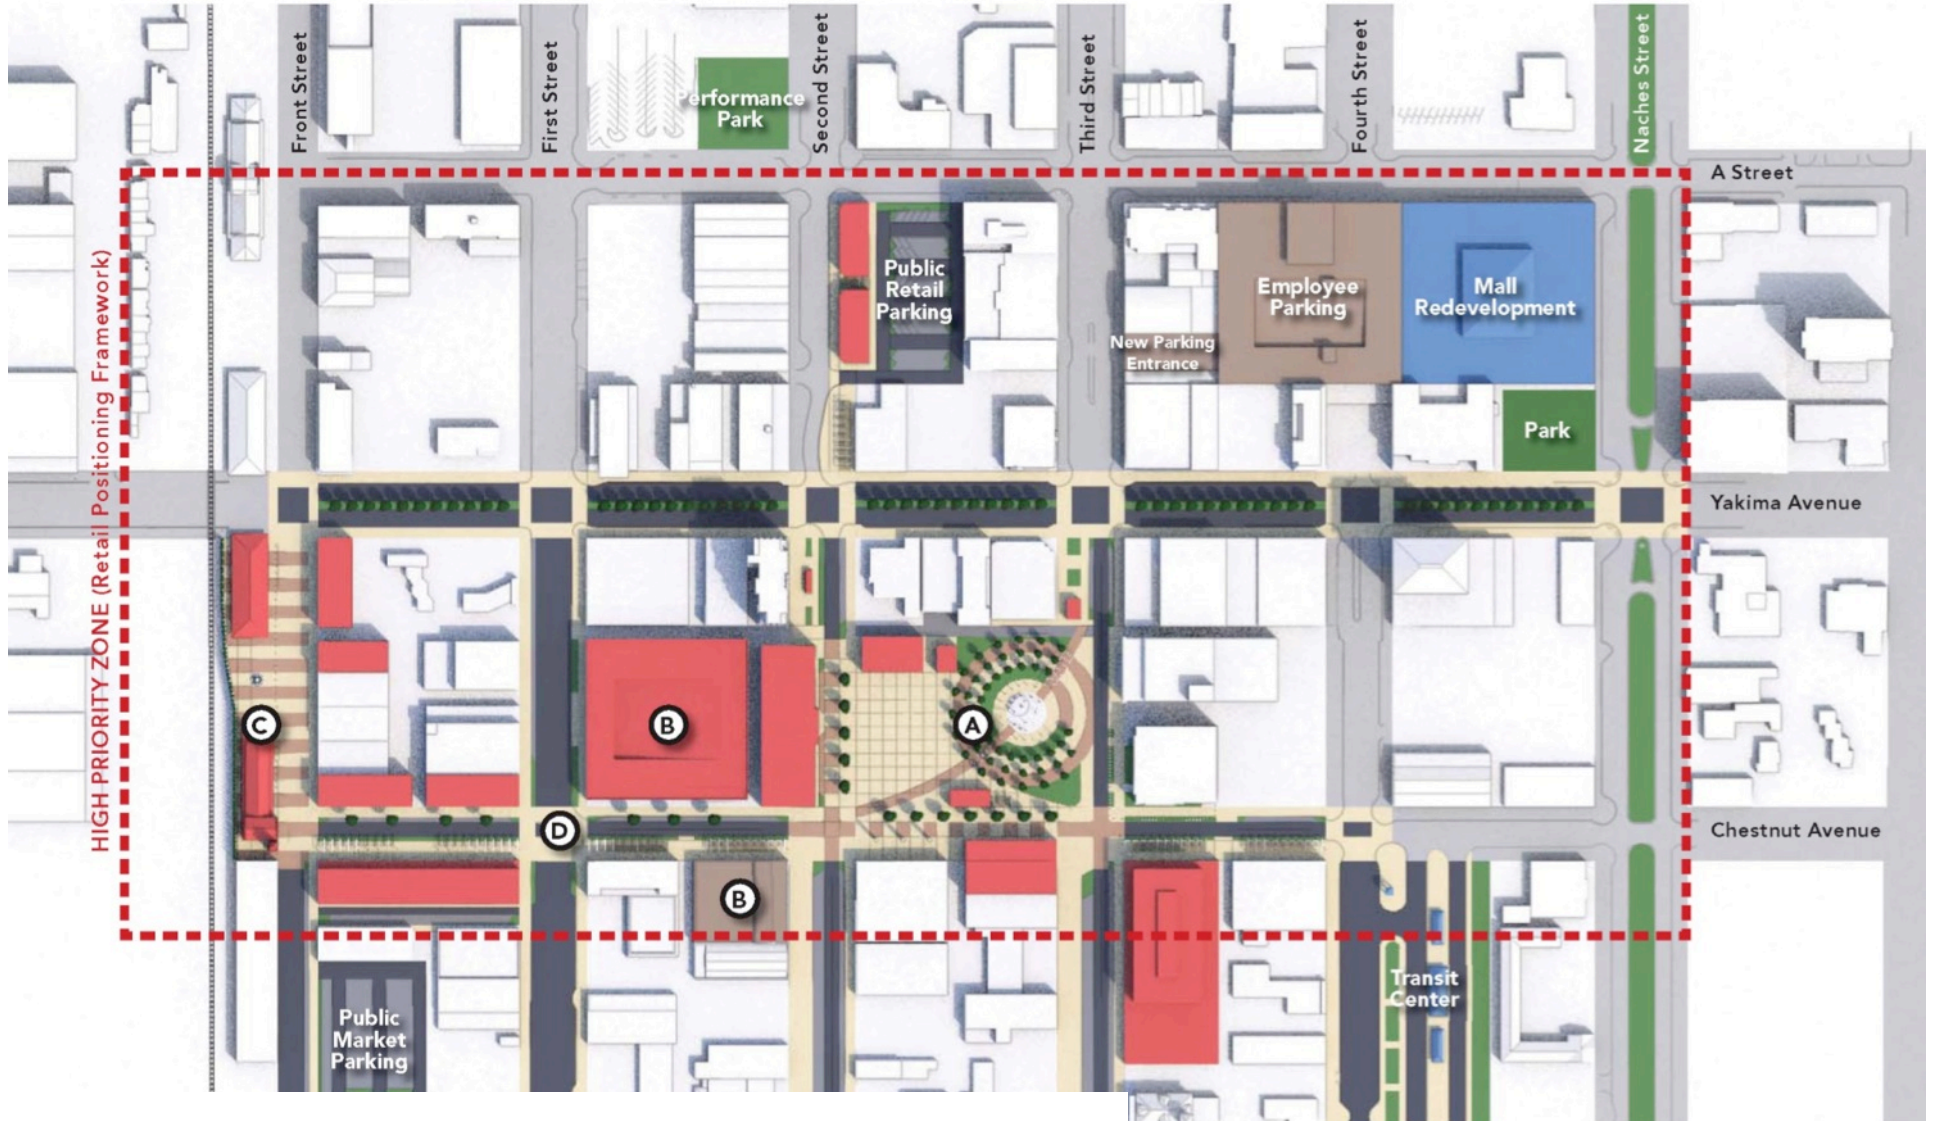 Front Street
First Street
Second Street
Third Street
Fourth Street
Naches Street
Performance
Park
A Street
HIGH PRIORITY ZONE (Retail Positioning Framework)
Public
Retail
Parking
Employee
Parking
Mall
Redevelopment
New Parking
Entrance
Park
Yakima Avenue
C
B
A
D
Chestnut Avenue
B
Transit
Center
Public
Market
Parking